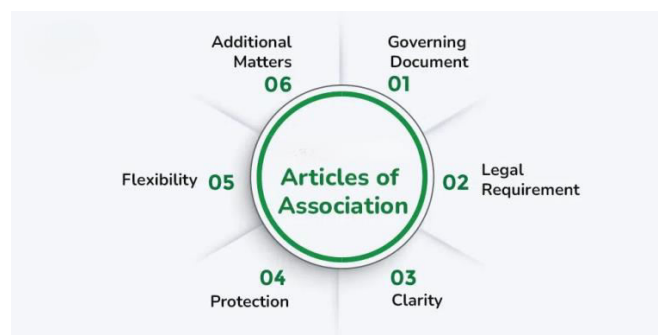 Articles of
Association
Governing
Document
01
02
Legal
Requirement
03
Clarity
04
Protection
Flexibility 05
Additional
Matters
06